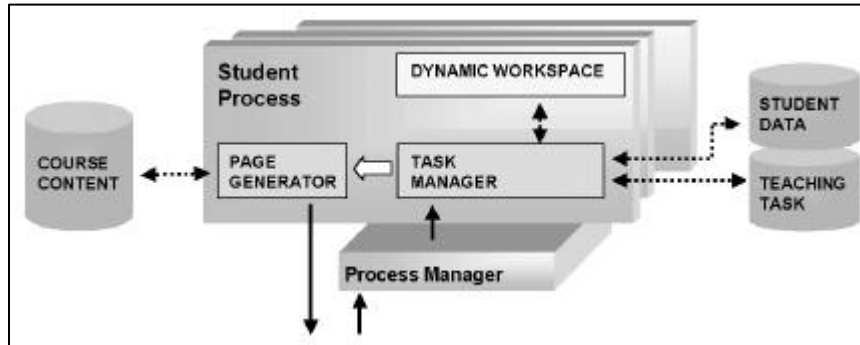 Student
Process
DYNAMIC WORKSPACE
STUDENT
DATA
COURSE
CONTENT
PAGE
GENERATOR
TASK
MANAGER
TEACHING
TASK
Process Manager